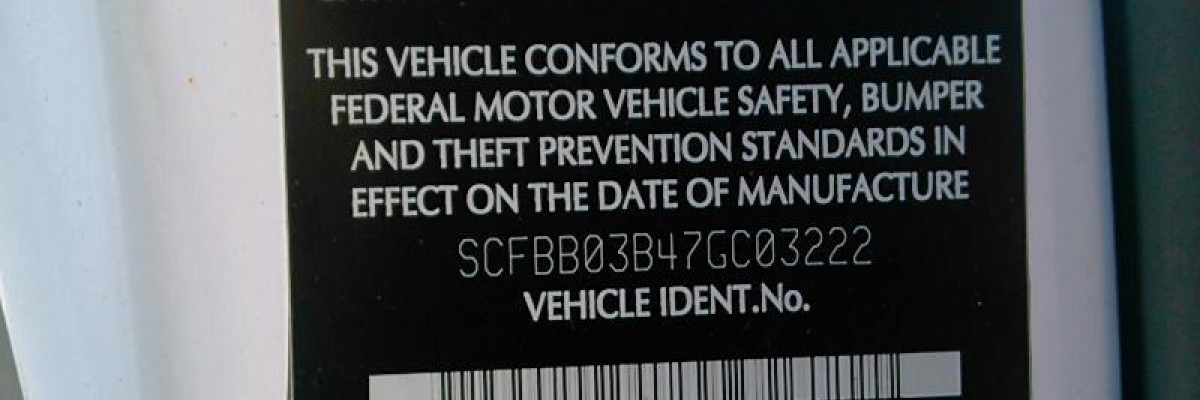 THIS VEHICLE CONFORMS TO ALL APPLICABLE
FEDERAL MOTOR VEHICLE SAFETY, BUMPER
AND THEFT PREVENTION STANDARDS IN
EFFECT ON THE DATE OF MANUFACTURE
SCFBB03B47GC03222
VEHICLE IDENT.No.